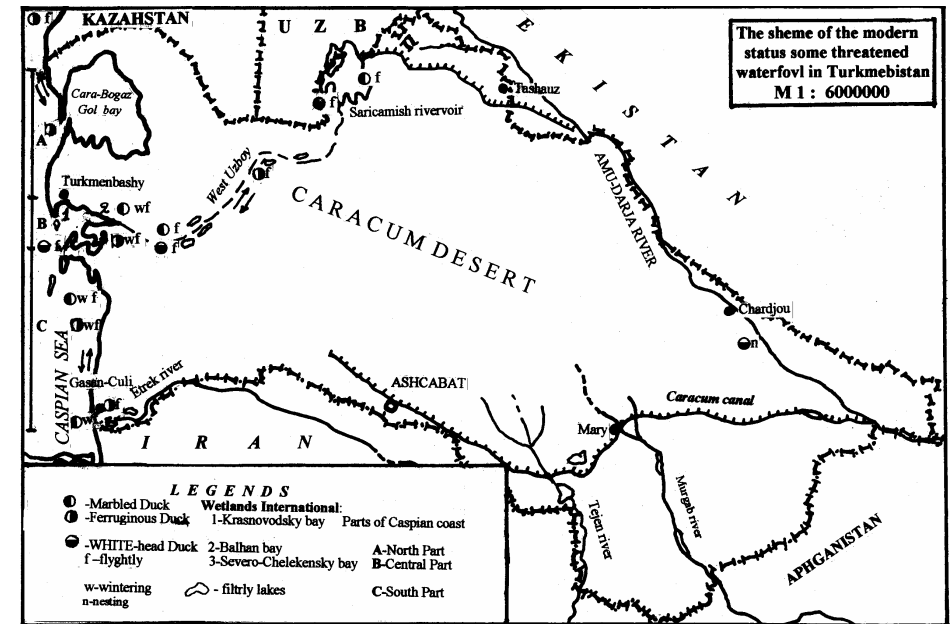 The sheme of the modern
status some threatened
waterfovl in Turkmebistan
M 1 : 6000000
f
KAZAHSTAN
U Z B
E K I S T A N
Cara-Bogaz
Gol bay
A
f
f
Saricamish rivervoir
Tashauz
West Uzboy
f
Turkmenbashy
2
wf
B
1
f
wf
f
f
CARACUM DESERT
AMU-DARJA RIVER
w f
C
wf
CASPIAN SEA
Chardjou
n
Gasan-Culi
Etrek river
f
w
ASHCABAT
Caracum canal
Mary
I R A N
Tejen river
Murgab river
APHGANISTAN
LEGENDS
-Marbled Duck
Wetlands International:
-Ferruginous Duck
1-Krasnovodsky bay
Parts of Caspian coast
-WHITE-head Duck
2-Balhan bay
A-North Part
f -flyghtly
3-Severo-Chelekensky bay
B-Central Part
w-wintering
- filtrly lakes
C-South Part
n-nesting